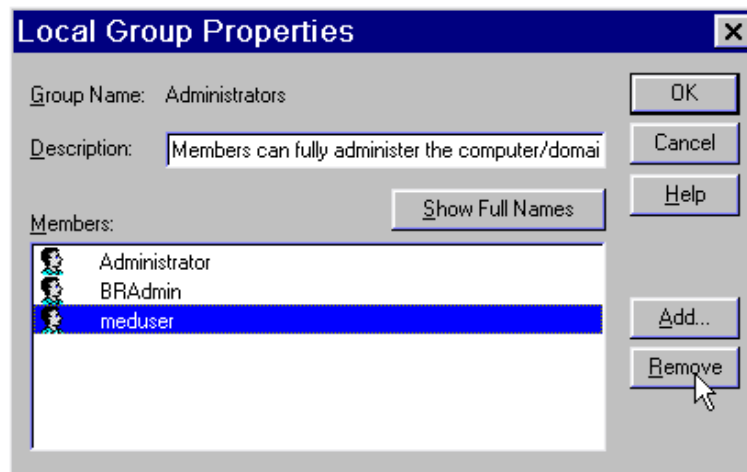 Local Group Properties
Group Name: Administrators
OK
Description: Members can fully administer the computer/domai
Cancel
Show Full Names
Help
Members:
Administrator
BRAdmin
meduser
Add...
Remove